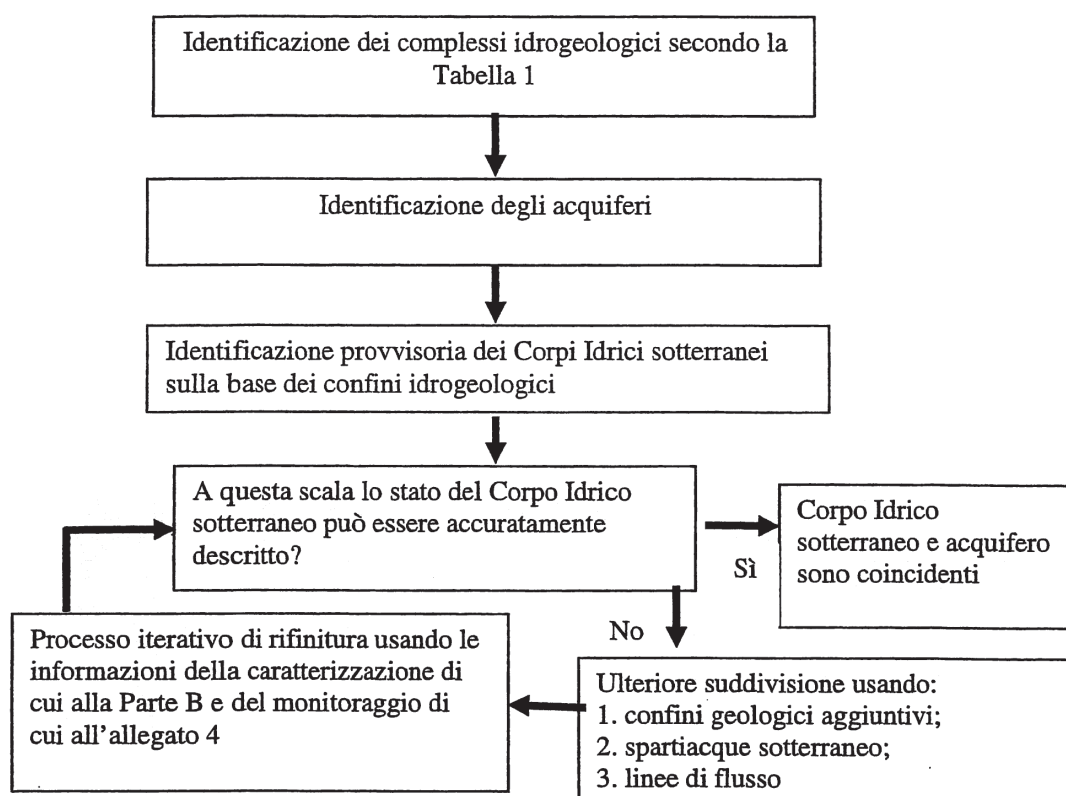 Identificazione dei complessi idrogeologici secondo la
Tabella 1
Identificazione degli acquiferi
Identificazione provvisoria dei Corpi Idrici sotterranei
sulla base dei confini idrogeologici
A questa scala lo stato del Corpo Idrico
sotterraneo può essere accuratamente
descritto?
Sì
Corpo Idrico
sotterraneo e acquifero
sono coincidenti
No
Ulteriore suddivisione usando:
1. confini geologici aggiuntivi;
2. spartiacque sotterraneo;
3. linee di flusso
Processo iterativo di rifinitura usando le
informazioni della caratterizzazione di
cui alla Parte B e del monitoraggio di
cui all'allegato 4